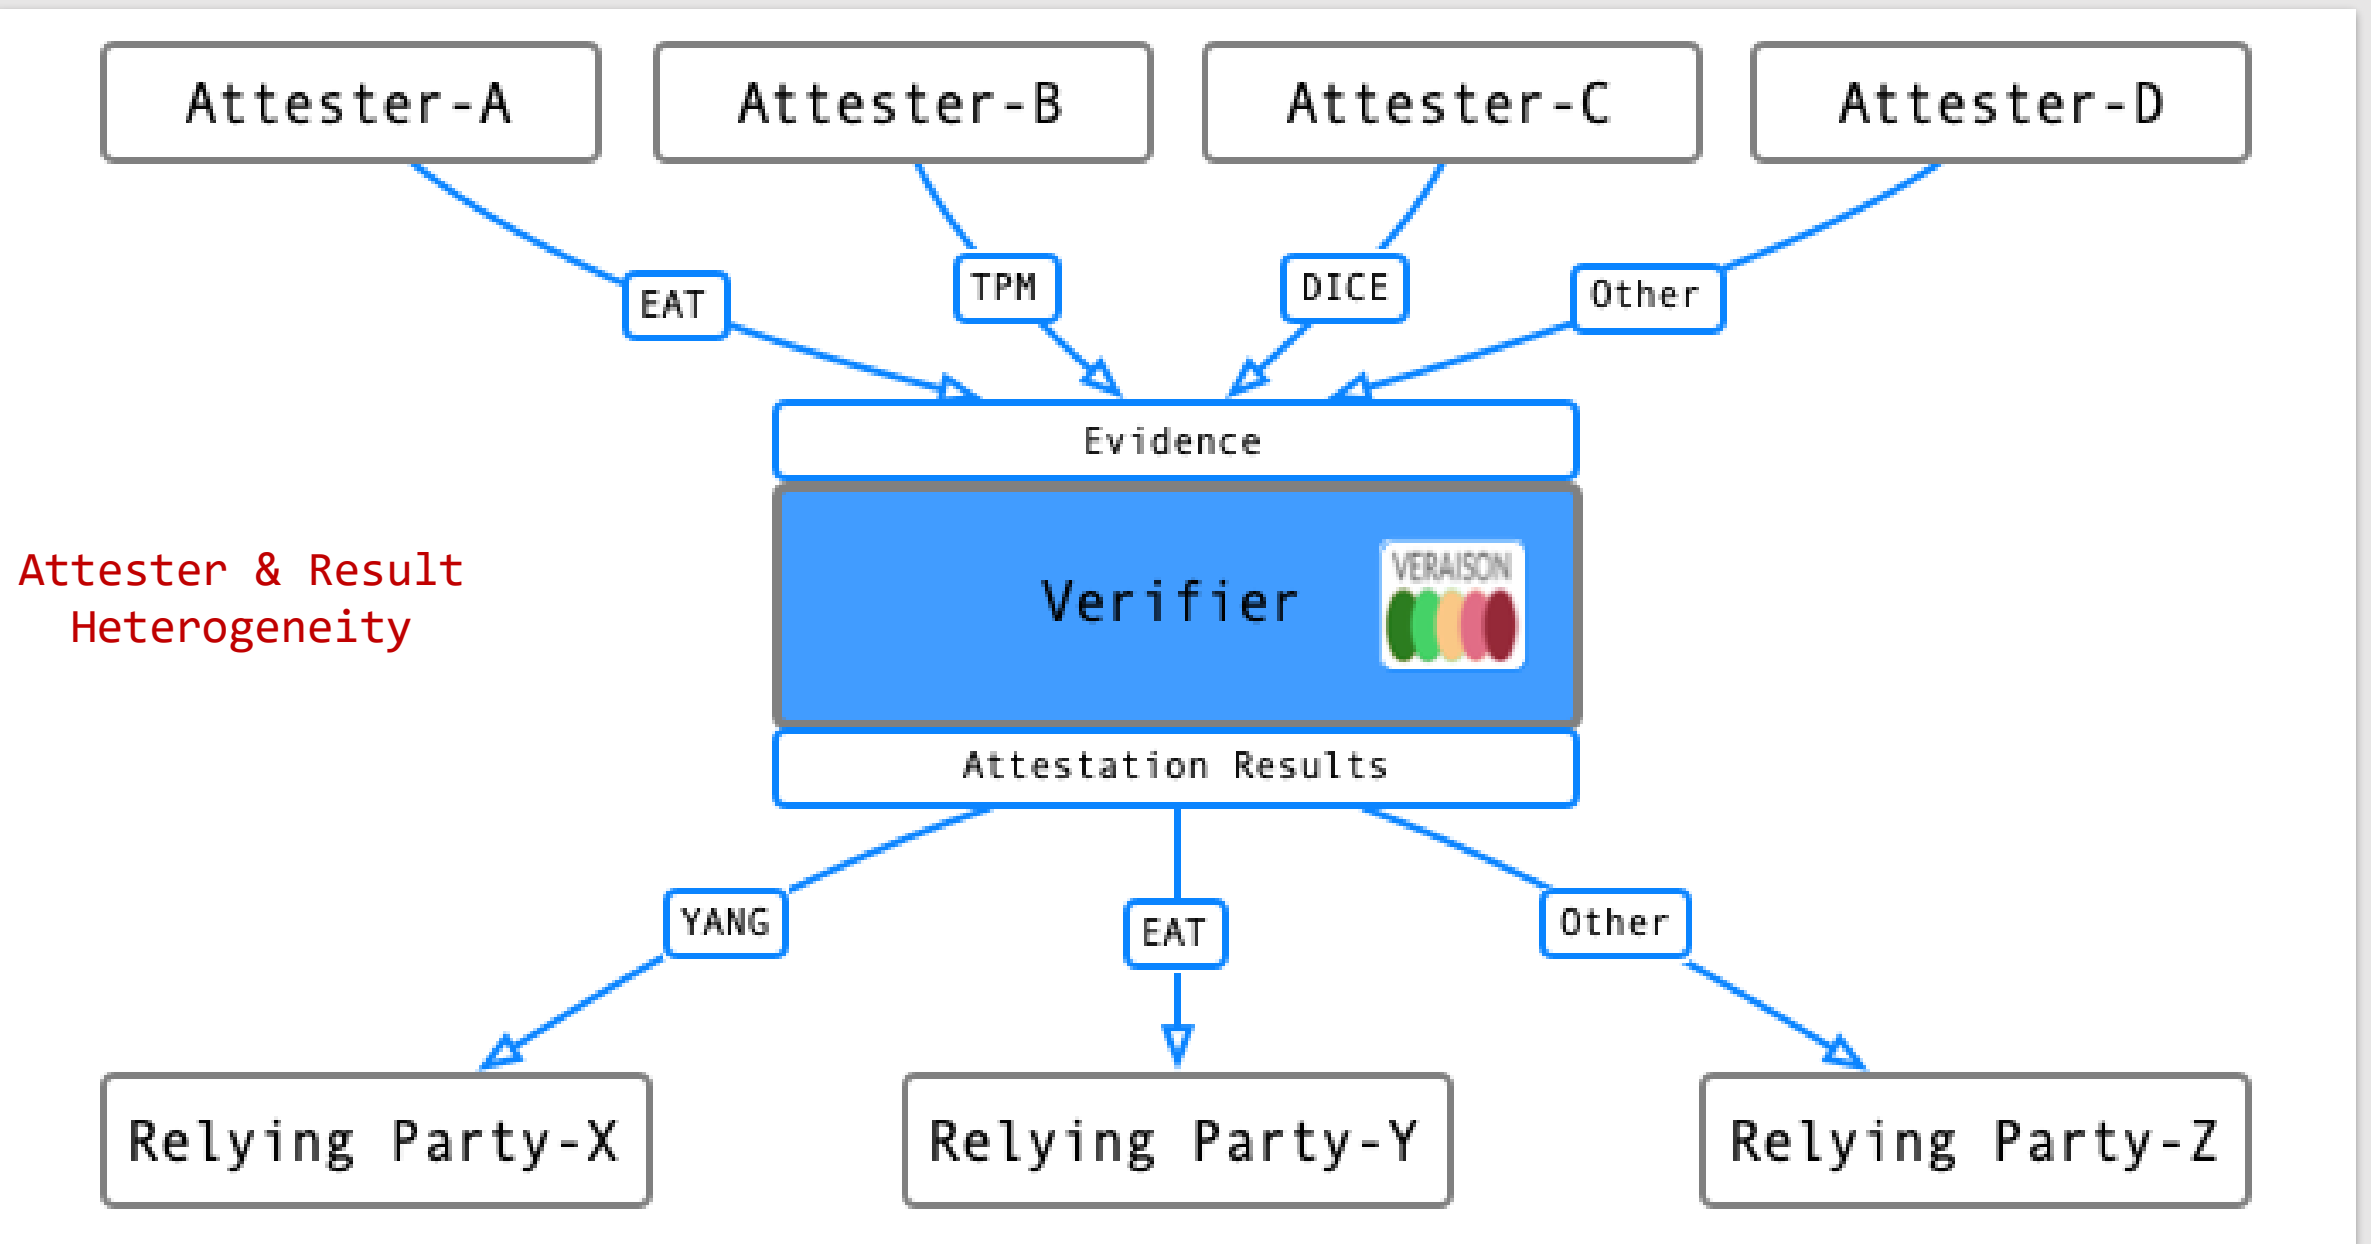 Attester-A
Attester-B
Attester-C
Attester-D
EAT
TPM
DICE
Other
Evidence
Attester & Result
Heterogeneity
Verifier
VERAISON
Attestation Results
YANG
EAT
Other
Relying Party-X
Relying Party-Y
Relying Party-Z